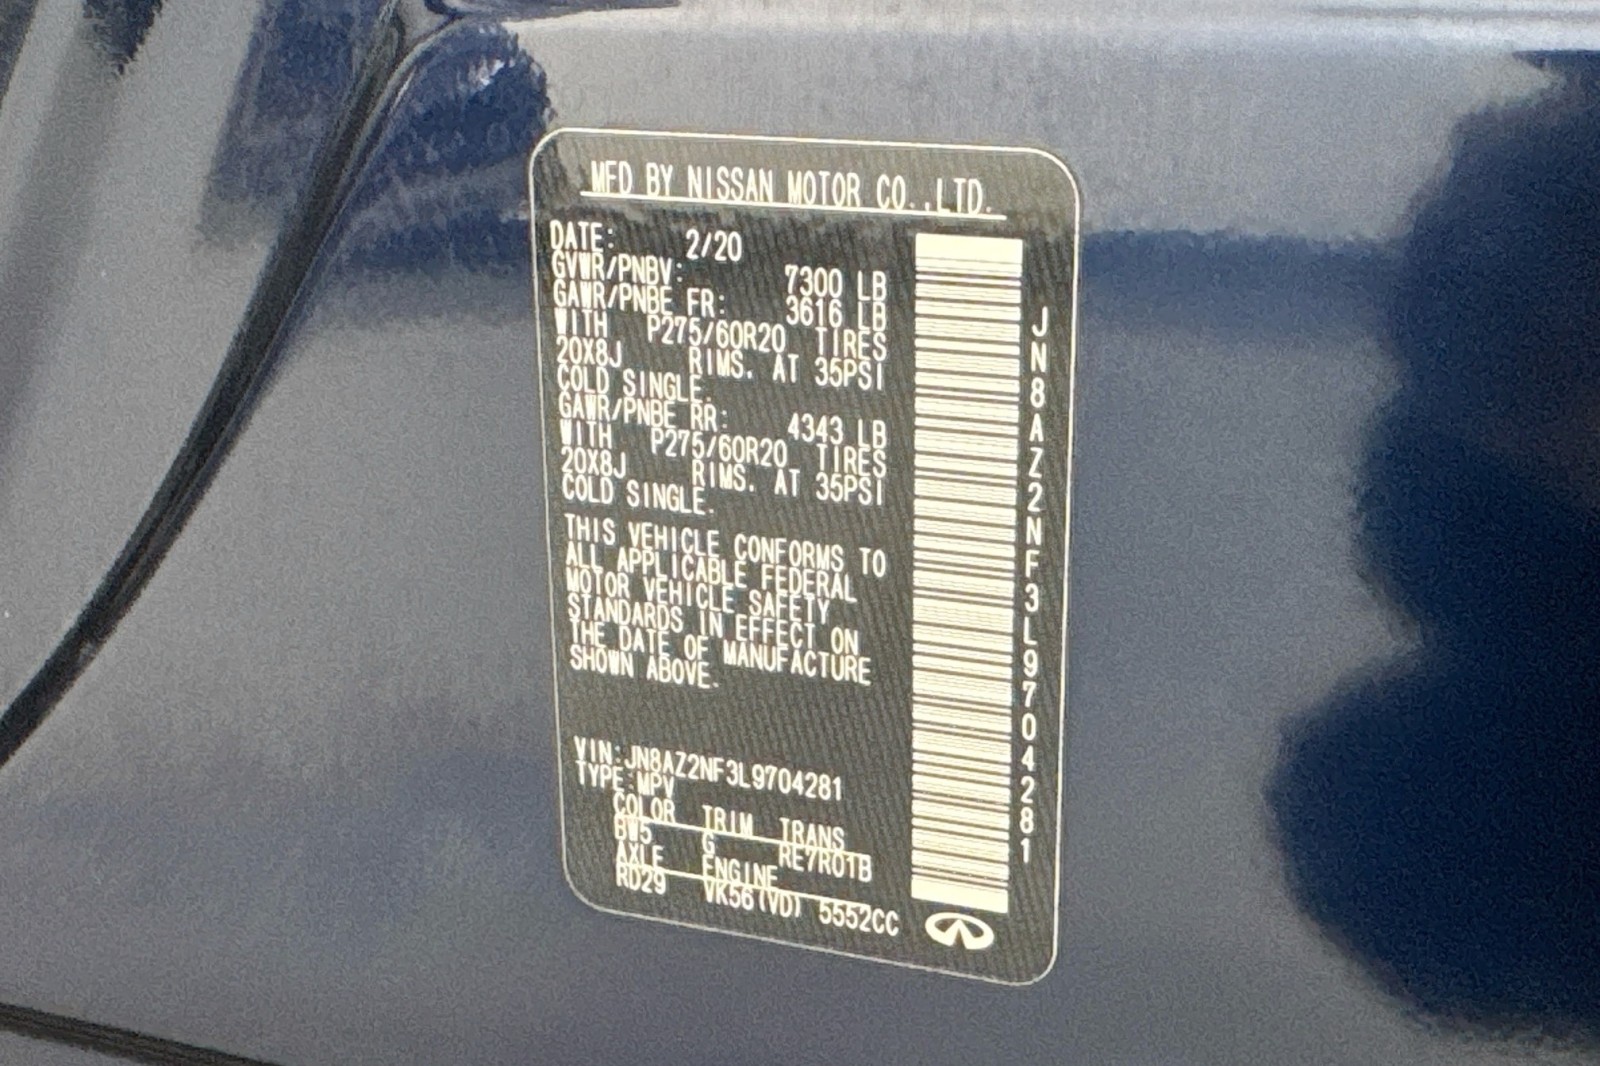 MFD BY NISSAN MOTOR CO.,LTD.
DATE: 2/20
GVWR/PNBV: 7300 LB
GAWR/PNBE FR: 3616 LB
WITH P275/60R20 TIRES
20X8J RIMS. AT 35PSI
COLD SINGLE.
GAWR/PNBE RR: 4343 LB
WITH P275/60R20 TIRES
20X8J RIMS. AT 35PSI
COLD SINGLE.
THIS VEHICLE CONFORMS TO
ALL APPLICABLE FEDERAL
MOTOR VEHICLE SAFETY
STANDARDS IN EFFECT ON
THE DATE OF MANUFACTURE
SHOWN ABOVE.
VIN:JN8AZ2NF3L9704281
TYPE:MPV
COLOR TRIM TRANS
BW5 G RE7R01B
AXLE ENGINE
RD29 VK56(VD) 5552CC
JN8AZ2NF3L9704281